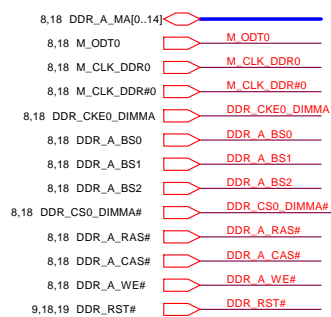 8,18 DDR_A_MA[0..14]
8,18 M_ODT0 M_ODT0
8,18 M_CLK_DDR0 M_CLK_DDR0
8,18 M_CLK_DDR#0 M_CLK_DDR#0
8,18 DDR_CKE0_DIMMA DDR_CKE0_DIMMA
8,18 DDR_A_BS0 DDR_A_BS0
8,18 DDR_A_BS1 DDR_A_BS1
8,18 DDR_A_BS2 DDR_A_BS2
8,18 DDR_CS0_DIMMA# DDR_CS0_DIMMA#
8,18 DDR_A_RAS# DDR_A_RAS#
8,18 DDR_A_CAS# DDR_A_CAS#
8,18 DDR_A_WE# DDR_A_WE#
9,18,19 DDR_RST# DDR_RST#